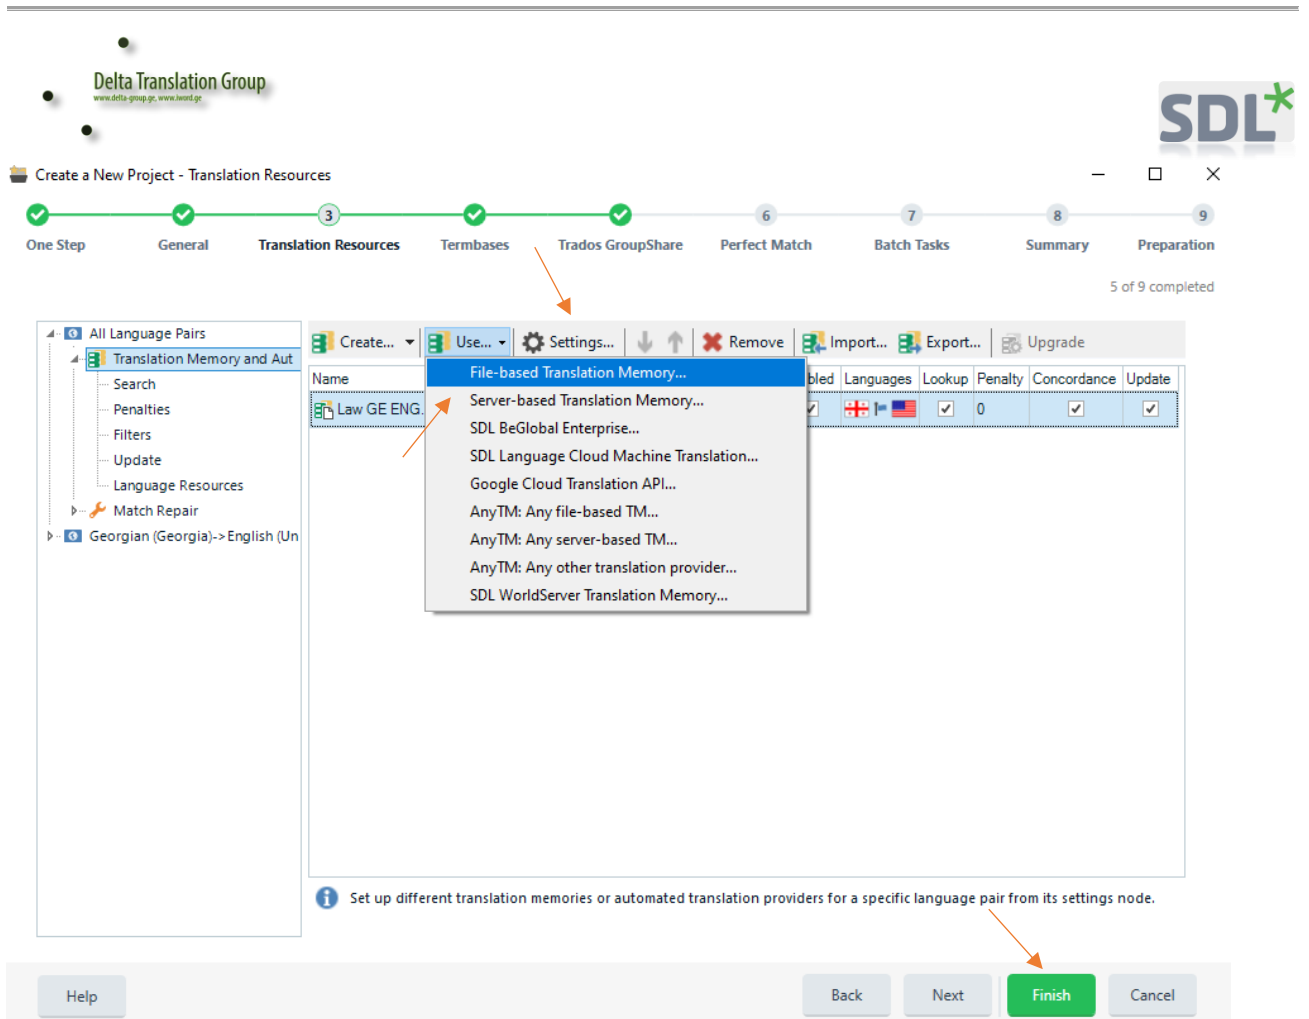 Delta Translation Group
www.delta-group.ge, www.iword.ge
SDL
Create a New Project - Translation Resources
3 6 7 8 9
One Step General Translation Resources Termbases Trados GroupShare Perfect Match Batch Tasks Summary Preparation
5 of 9 completed
All Language Pairs
Translation Memory and Aut
Search
Penalties
Filters
Update
Language Resources
Match Repair
Georgian (Georgia)->English (Un
Create... Use... Settings... Remove Import... Export... Upgrade
Name bled Languages Lookup Penalty Concordance Update
Law GE ENG. 0
File-based Translation Memory...
Server-based Translation Memory...
SDL BeGlobal Enterprise...
SDL Language Cloud Machine Translation...
Google Cloud Translation API...
AnyTM: Any file-based TM...
AnyTM: Any server-based TM...
AnyTM: Any other translation provider...
SDL WorldServer Translation Memory...
Set up different translation memories or automated translation providers for a specific language pair from its settings node.
Help Back Next Finish Cancel